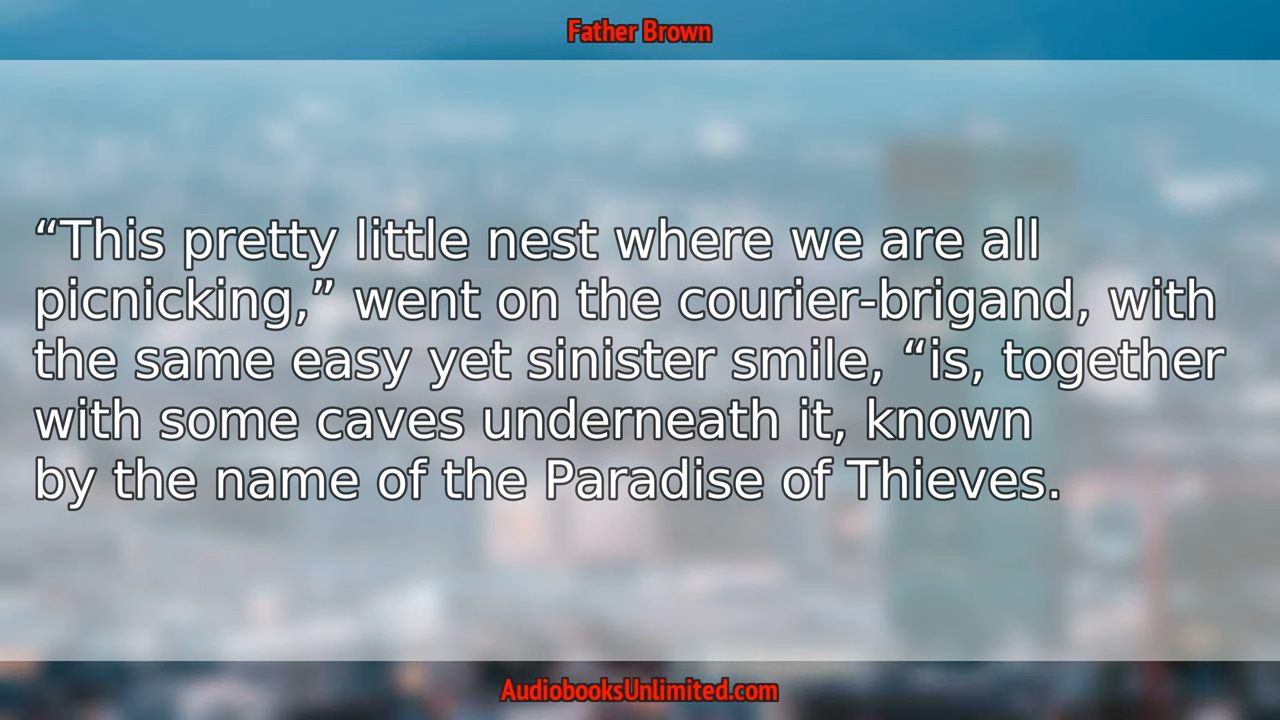 Father Brown
“This pretty little nest where we are all
picnicking,” went on the courier-brigand, with
the same easy yet sinister smile, “is, together
with some caves underneath it, known
by the name of the Paradise of Thieves.
AudiobooksUnlimited.com